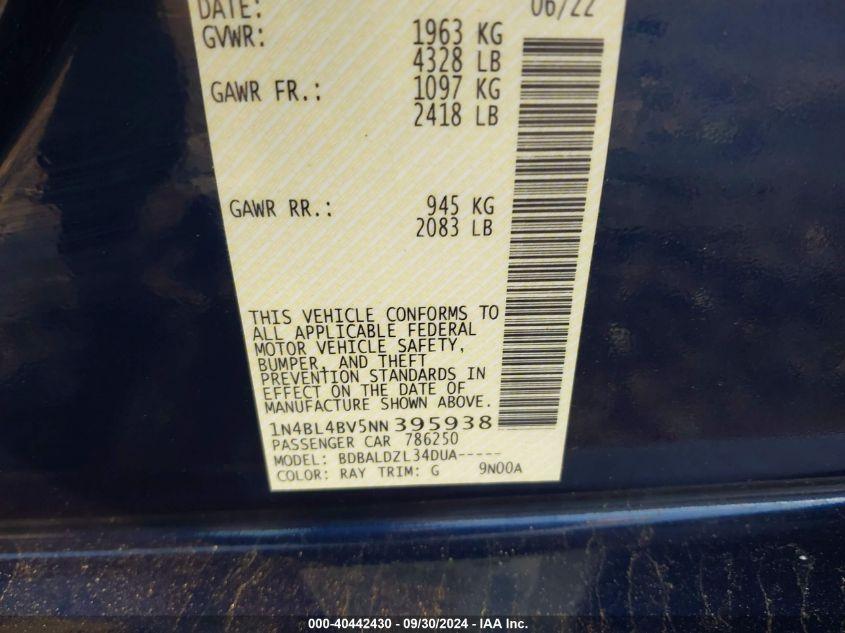 DATE: 06/22
GVWR: 1963 KG
4328 LB
GAWR FR.: 1097 KG
2418 LB
GAWR RR.: 945 KG
2083 LB
THIS VEHICLE CONFORMS TO
ALL APPLICABLE FEDERAL
MOTOR VEHICLE SAFETY,
BUMPER, AND THEFT
PREVENTION STANDARDS IN
EFFECT ON THE DATE OF
MANUFACTURE SHOWN ABOVE.
1N4BL4BV5NN395938
PASSENGER CAR 786250
MODEL: BDBALDZL34DUA-----
COLOR: RAY TRIM: G 9N00A
000-40442430 - 09/30/2024 - IAA Inc.